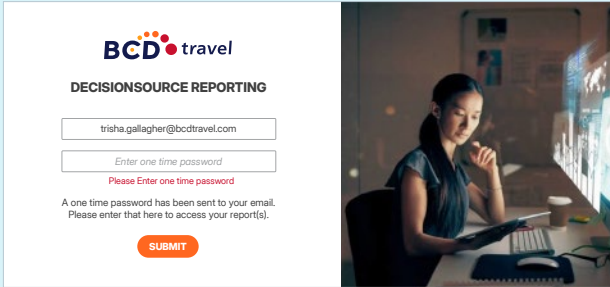 BCD travel
DECISIONSOURCE REPORTING
trisha.gallagher@bcdtravel.com
Enter one time password
Please Enter one time password
A one time password has been sent to your email.
Please enter that here to access your report(s).
SUBMIT